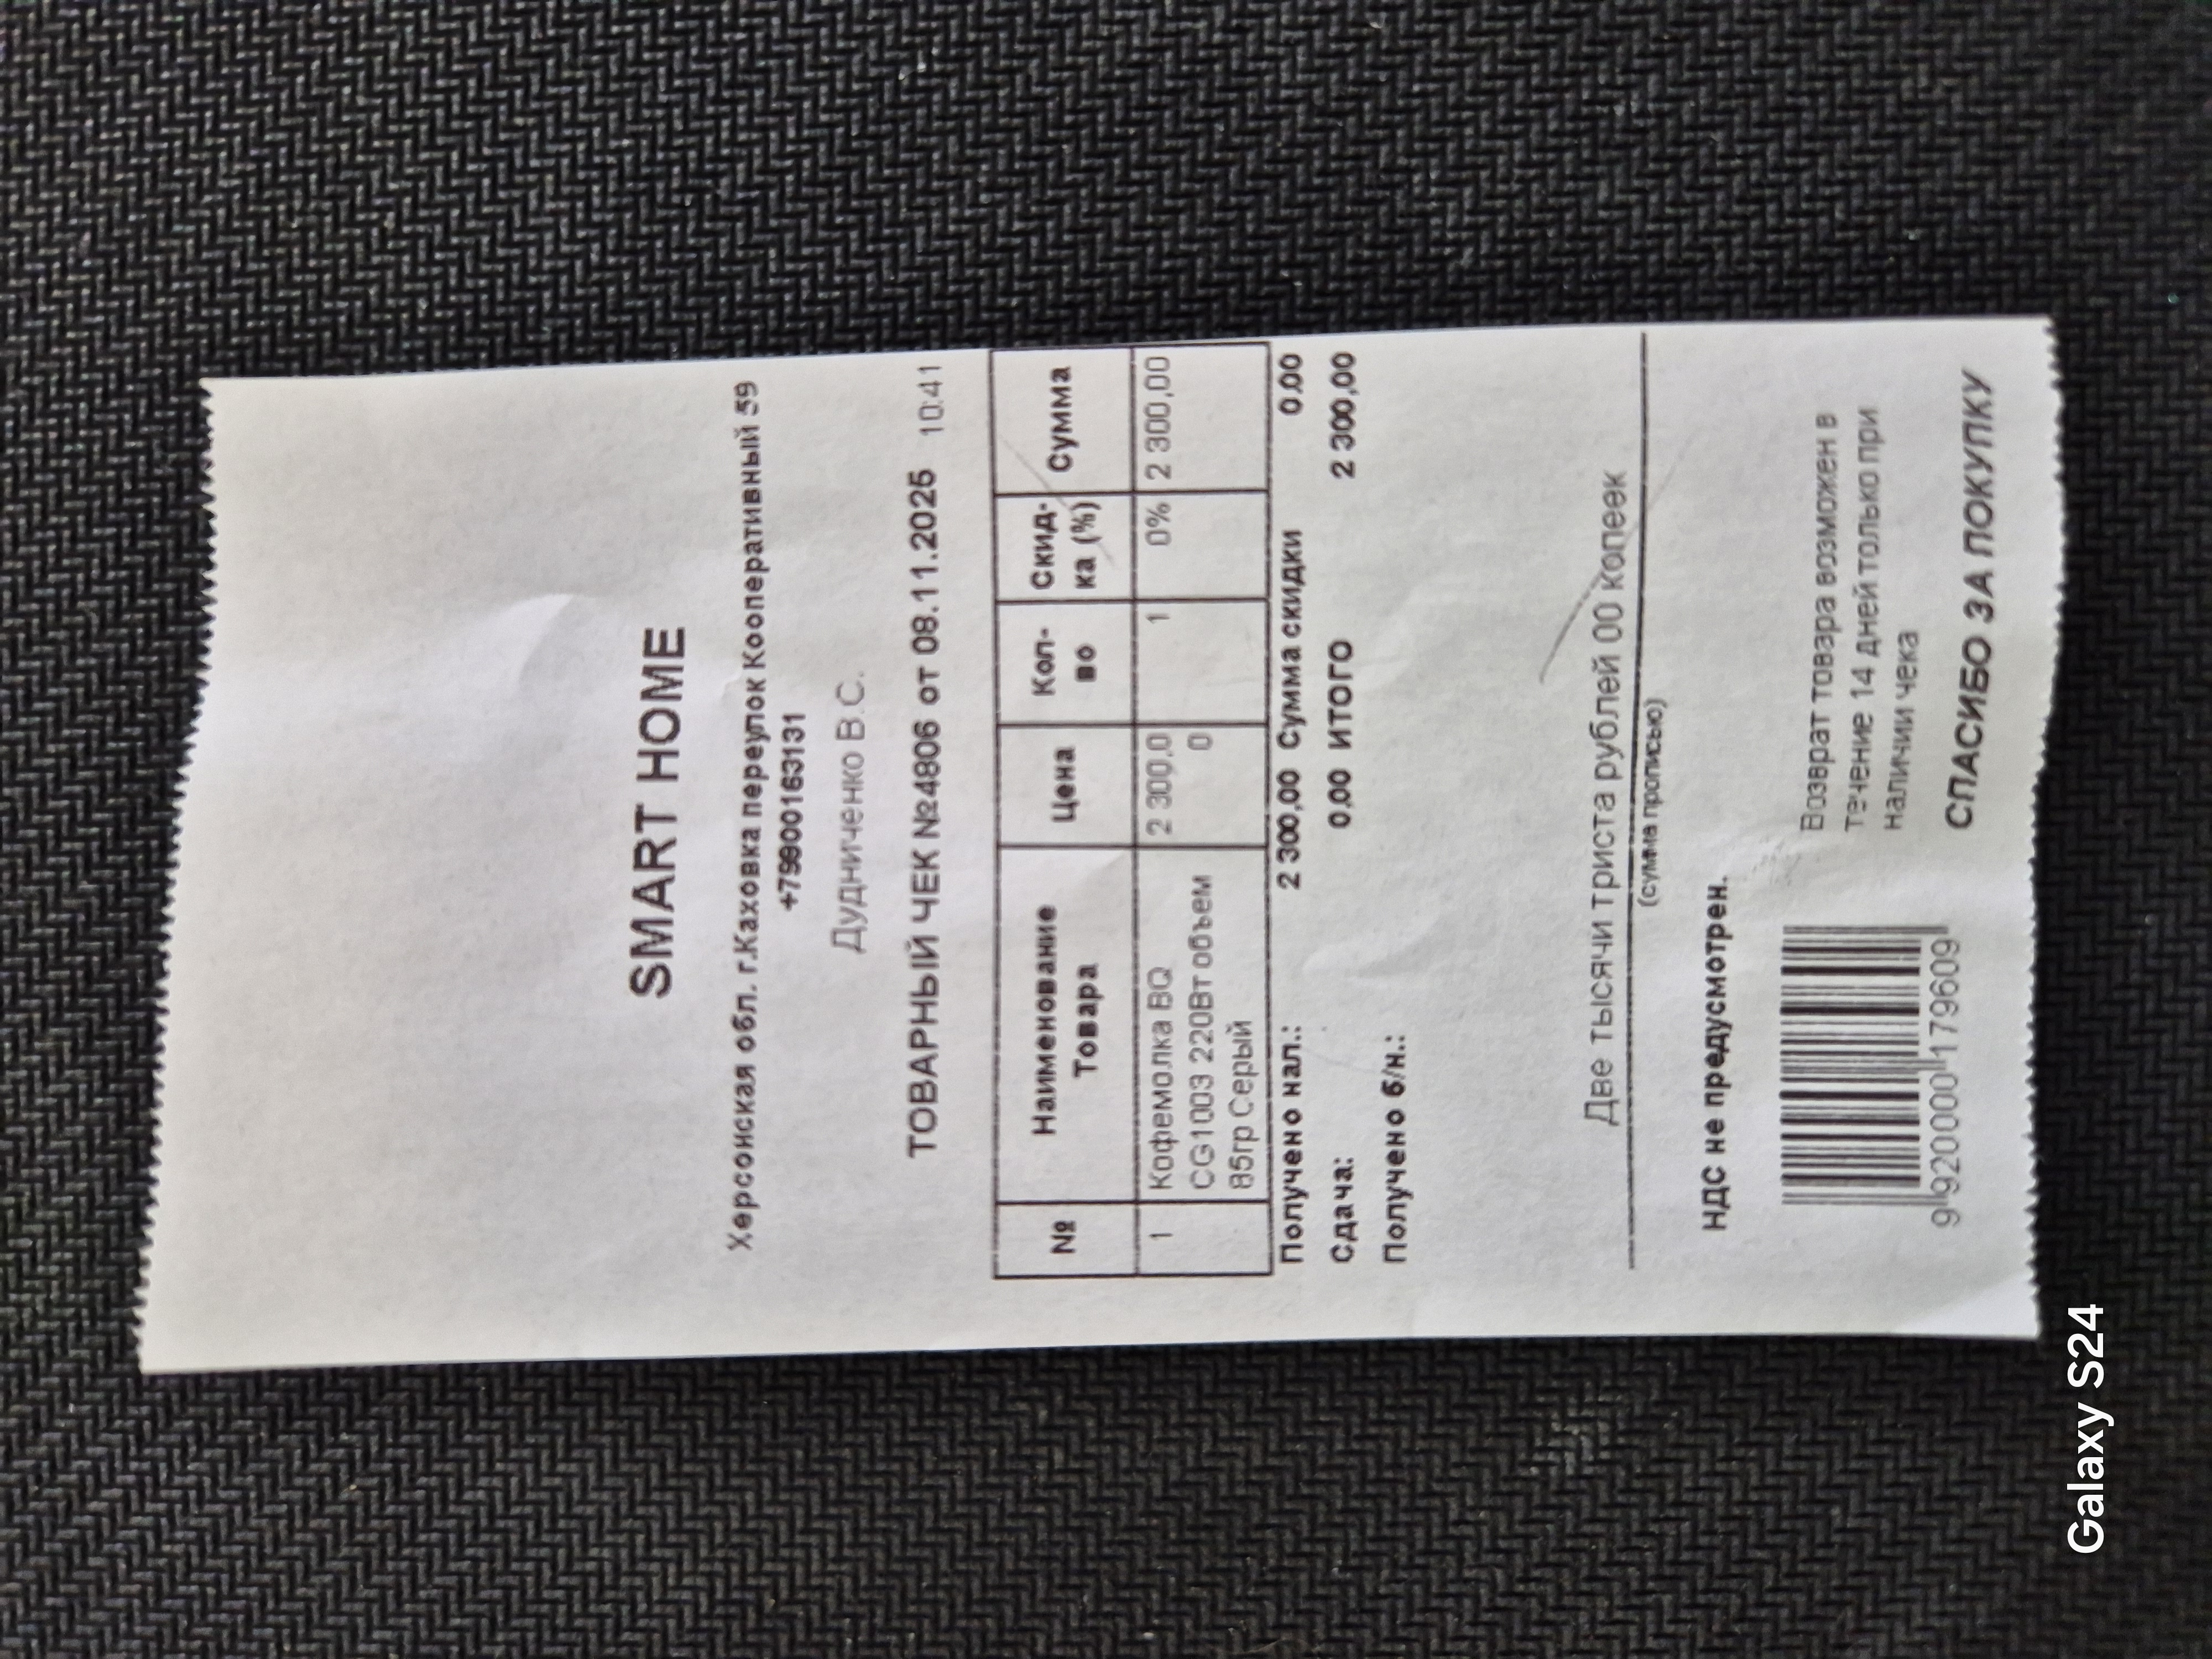 SMART HOME
Херсонская обл. г.Каховка переулок Кооперативный 59
+79900163131
Дудниченко В.С.
ТОВАРНЫЙ ЧЕК №4806 от 08.11.2025 10:41
№ Наименование Товара Цена Кол-во Скид-ка (%) Сумма
1 Кофемолка BQ 2 300,0 1 0% 2 300,00
CG1003 220Вт объем 0
85гр Серый
Получено нал.: 2 300,00 Сумма скидки 0.00
Сдача: 0,00 ИТОГО 2 300,00
Получено б/н.:
Две тысячи триста рублей 00 копеек
(сумма прописью)
НДС не предусмотрен.
Возврат товара возможен в
течение 14 дней только при
наличии чека
9 920000 179609
СПАСИБО ЗА ПОКУПКУ
Galaxy S24